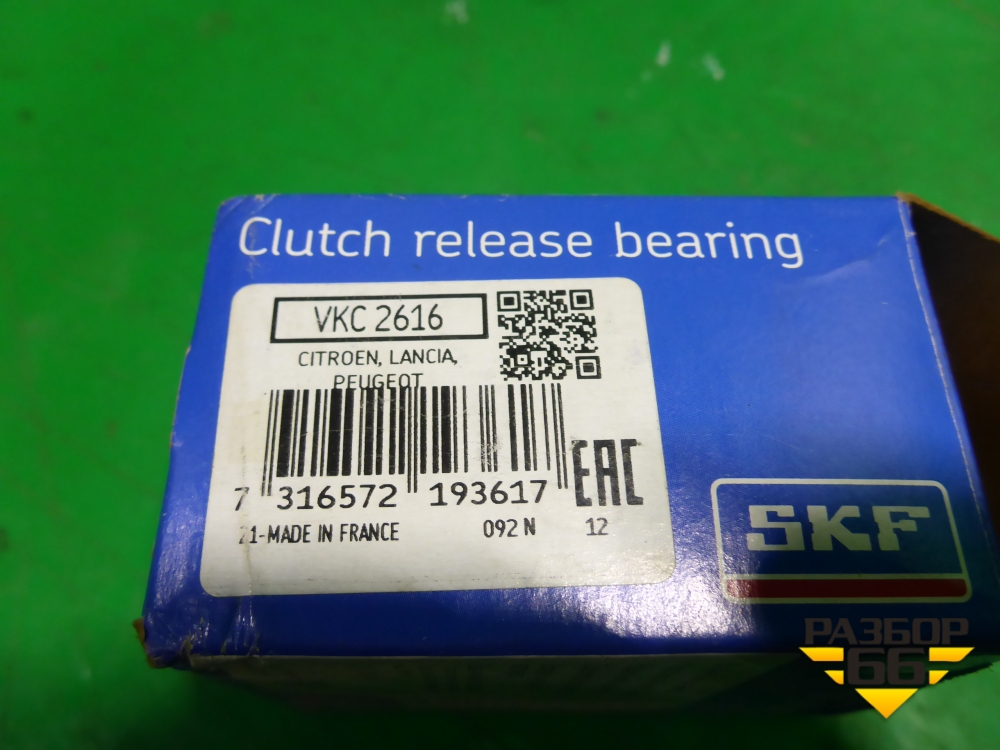 Clutch release bearing
VKC 2616
CITROEN, LANCIA,
PEUGEOT
7 316572 193617
EAC
21-MADE IN FRANCE 092 N 12
SKF
РАЗБОР
66